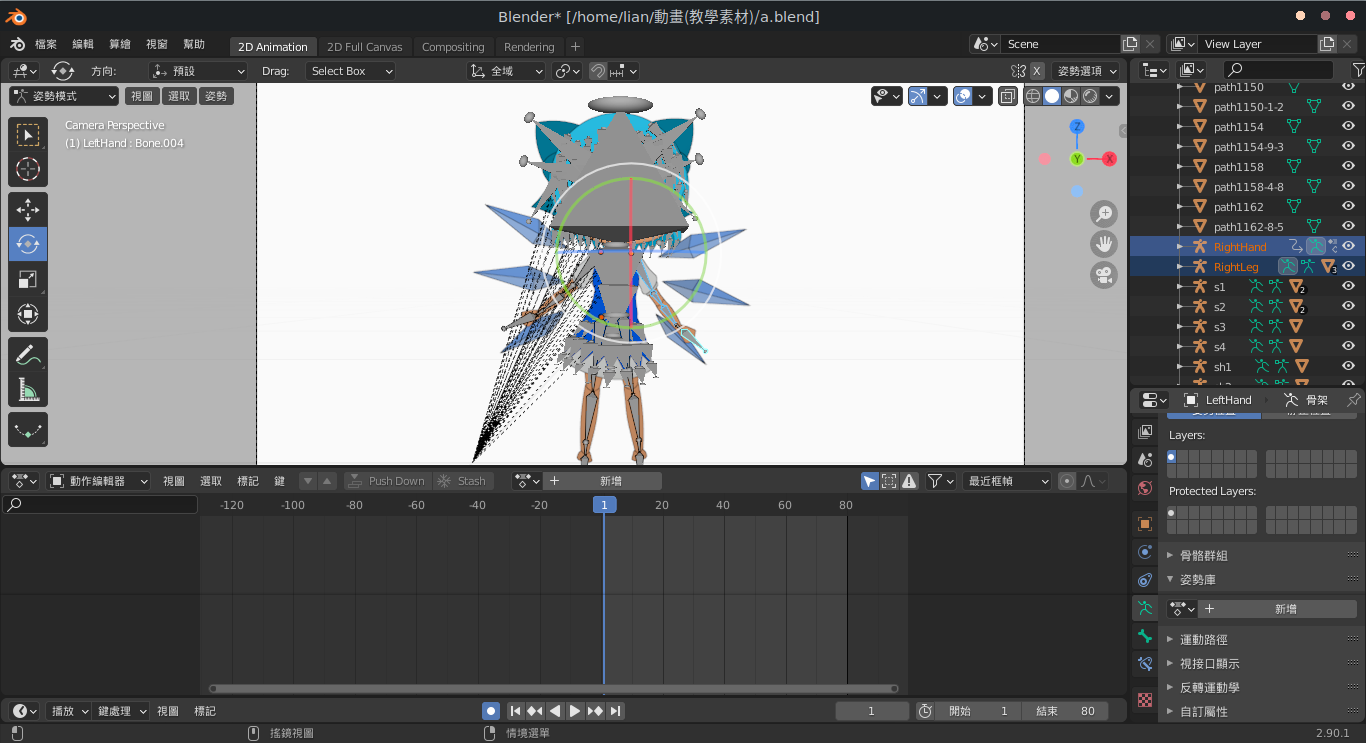 Blender* [/home/lian/動畫(教學素材)/a.blend]
檔案 編輯 算繪 視窗 幫助 2D Animation 2D Full Canvas Compositing Rendering + Scene View Layer
方向: 預設 Drag: Select Box 全域 X 姿勢選項
姿勢模式 視圖 選取 姿勢
Camera Perspective
(1) LeftHand : Bone.004
Z
Y
X
path1150
path1150-1-2
path1154
path1154-9-3
path1158
path1158-4-8
path1162
path1162-8-5
RightHand
RightLeg 3
s1 2
s2 2
s3
s4
sh1
LeftHand 骨架
Layers:
Protected Layers:
骨骼群組
姿勢庫
+ 新增
運動路徑
視接口顯示
反轉運動學
自訂屬性
動作編輯器 視圖 選取 標記 鍵 Push Down Stash + 新增 最近框幀
-120 -100 -80 -60 -40 -20 1 20 40 60 80
播放 鍵處理 視圖 標記 1 開始 1 結束 80
搖鏡視圖 情境選單 2.90.1